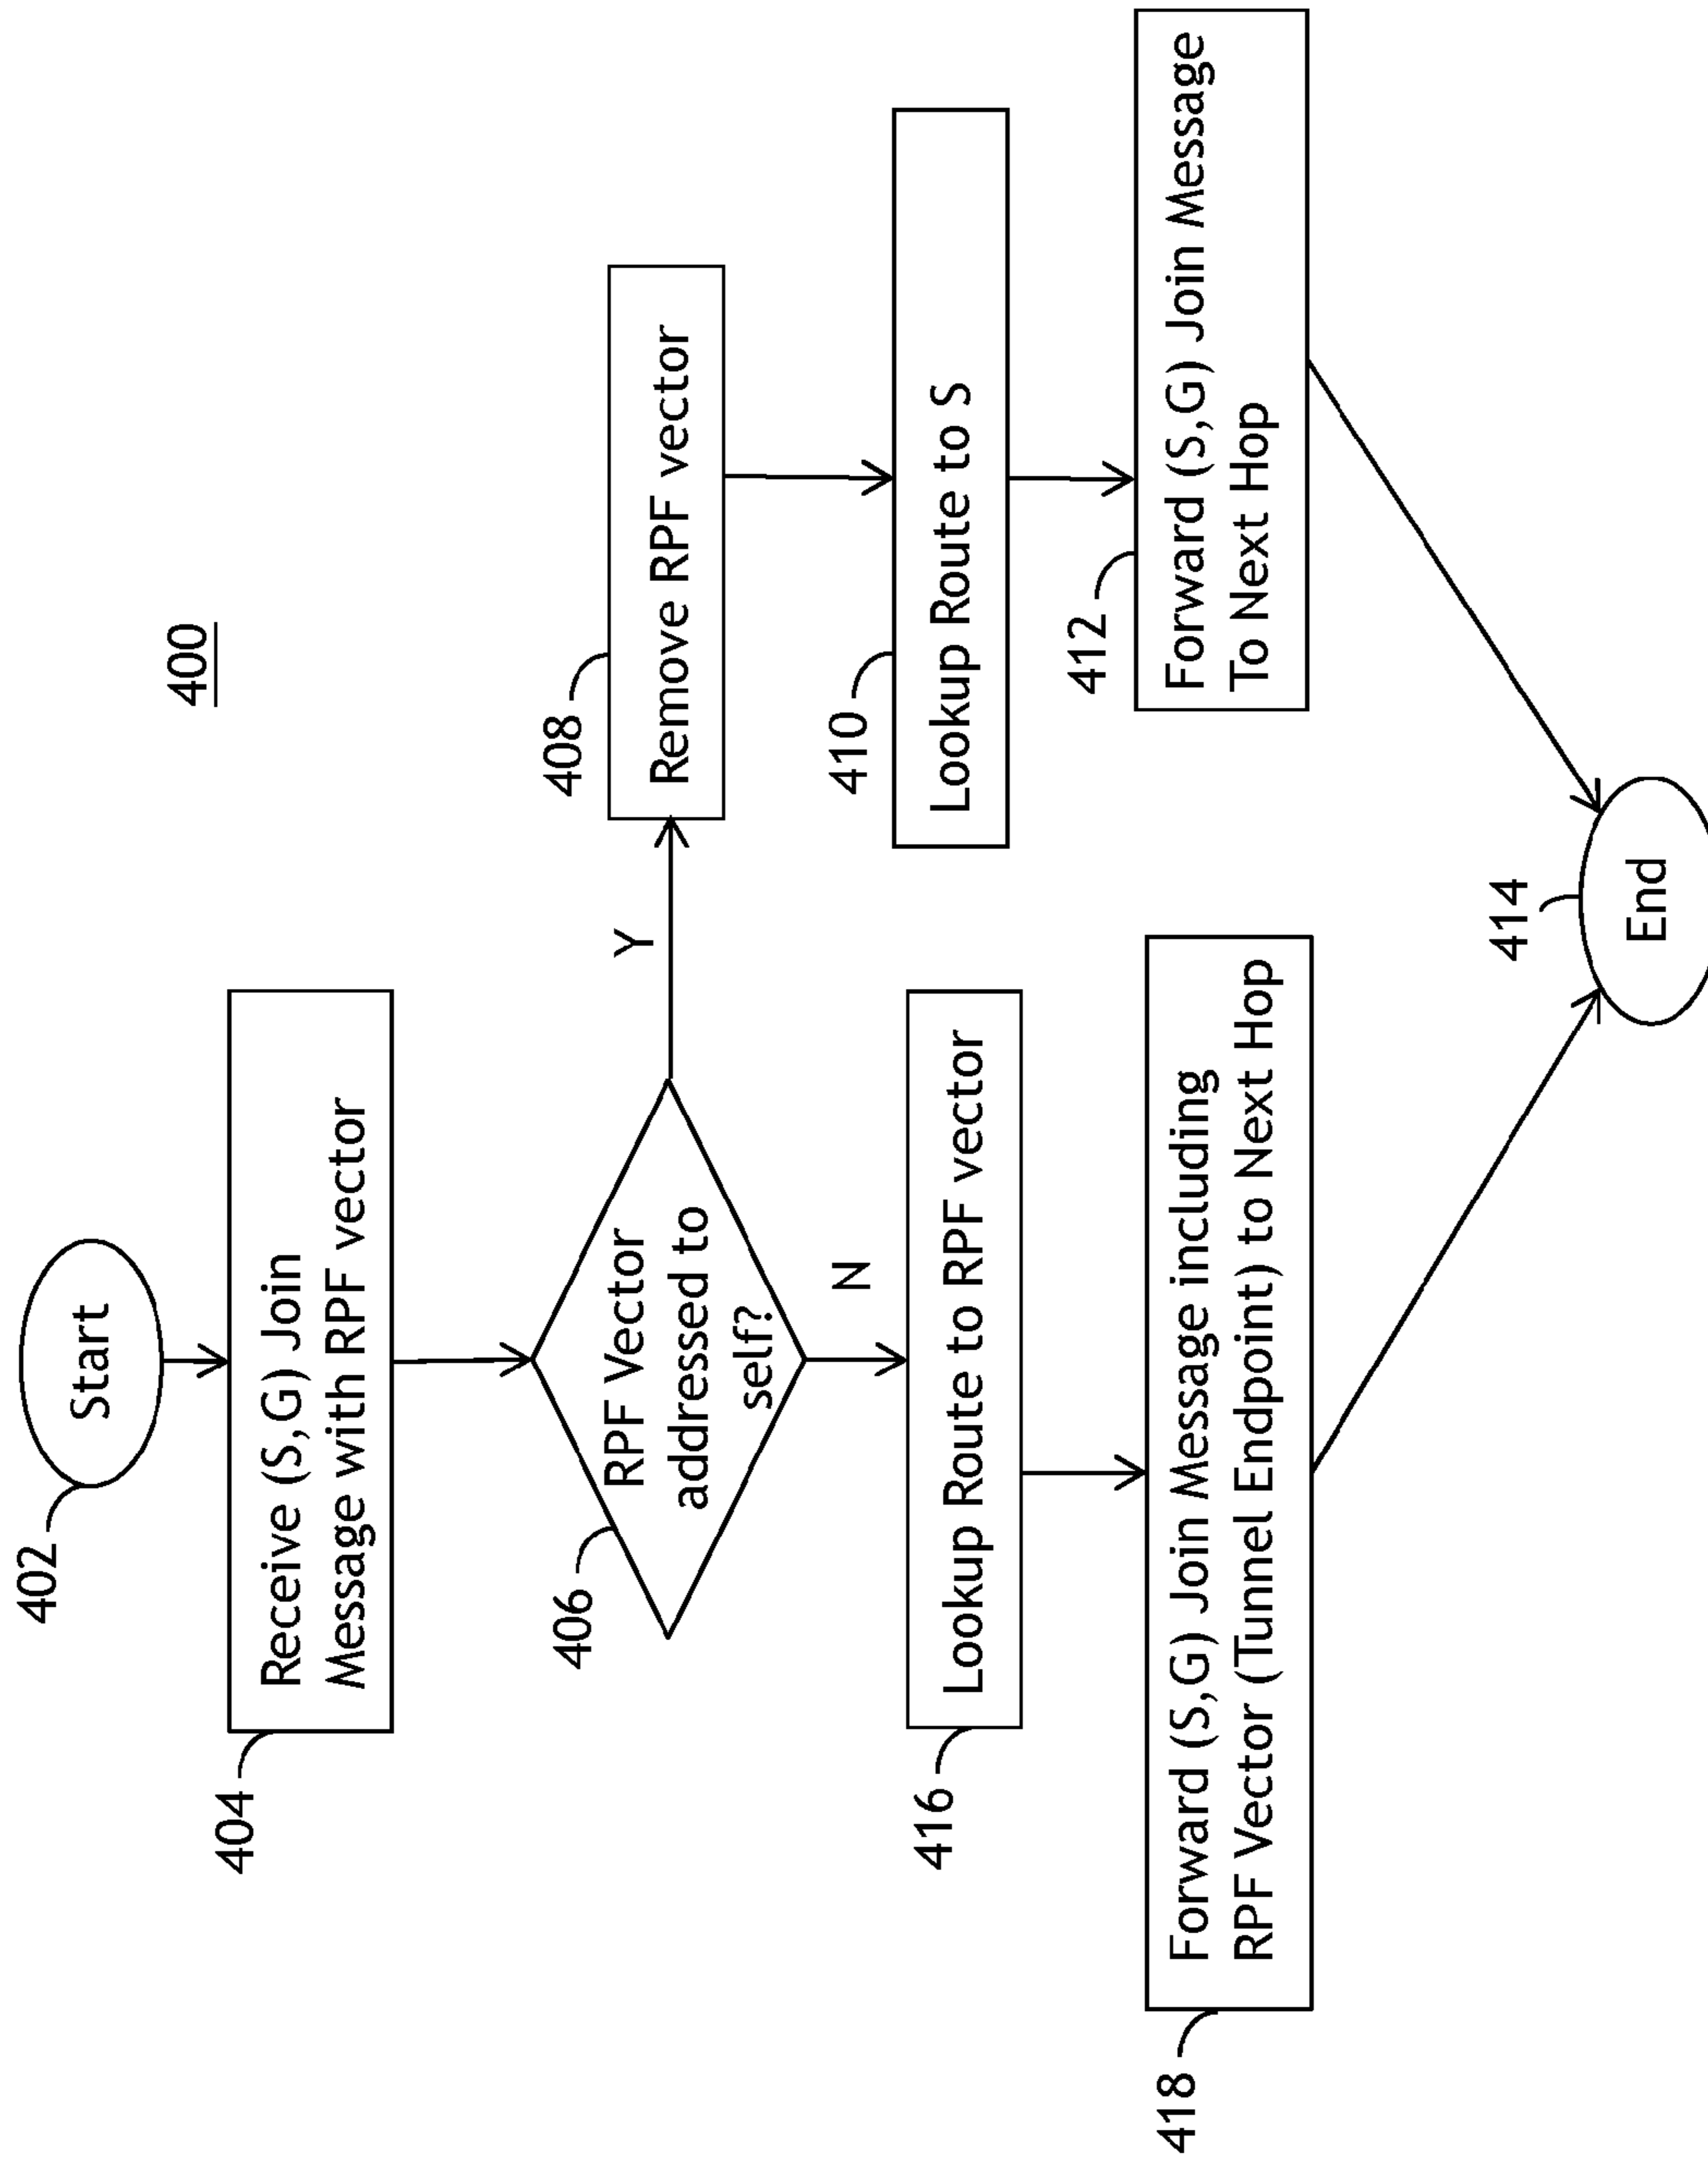 400
402
Start
404
Receive (S,G) Join
Message with RPF vector
406
RPF Vector
addressed to
self?
Y
408
Remove RPF vector
410
Lookup Route to S
412
Forward (S,G) Join Message
To Next Hop
N
416
Lookup Route to RPF vector
418
Forward (S,G) Join Message including
RPF Vector (Tunnel Endpoint) to Next Hop
414
End